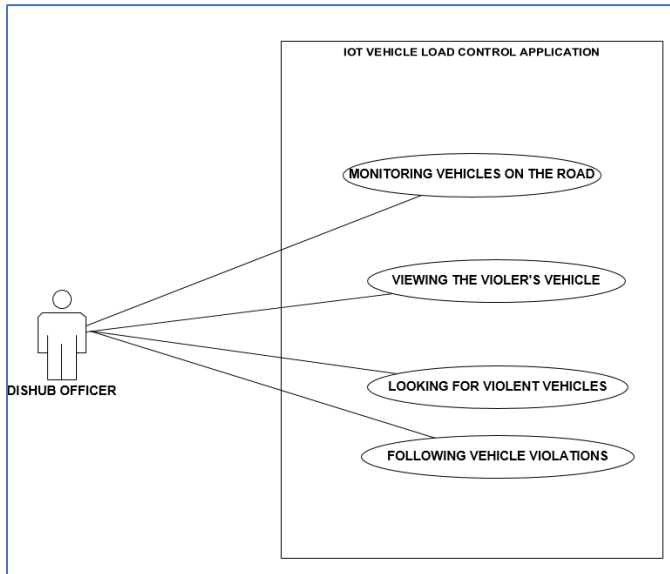 IOT VEHICLE LOAD CONTROL APPLICATION
MONITORING VEHICLES ON THE ROAD
VIEWING THE VIOLER'S VEHICLE
LOOKING FOR VIOLENT VEHICLES
DISHUB OFFICER
FOLLOWING VEHICLE VIOLATIONS